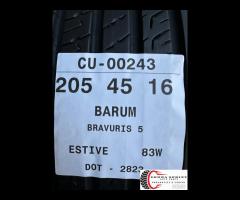 CU-00243
205 45 16
BARUM
BRAVURIS 5
ESTIVE 83W
DOT - 2823